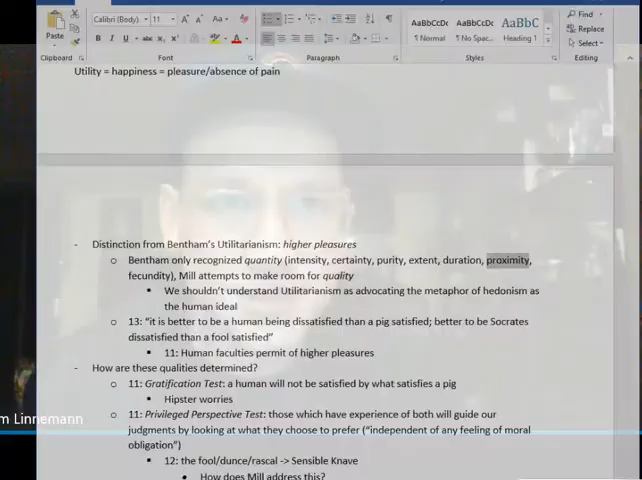 Calibri (Body)
11
Aa
Find
Replace
Select
Paste
B I U abc x₂ x²
AaBbCcDc AaBbCcDc AaBbC
¶ Normal ¶ No Spac... Heading 1
Clipboard Font Paragraph Styles Editing
Utility = happiness = pleasure/absence of pain
- Distinction from Bentham's Utilitarianism: higher pleasures
o Bentham only recognized quantity (intensity, certainty, purity, extent, duration, proximity,
fecundity), Mill attempts to make room for quality
▪ We shouldn't understand Utilitarianism as advocating the metaphor of hedonism as
the human ideal
o 13: "it is better to be a human being dissatisfied than a pig satisfied; better to be Socrates
dissatisfied than a fool satisfied"
▪ 11: Human faculties permit of higher pleasures
- How are these qualities determined?
o 11: Gratification Test: a human will not be satisfied by what satisfies a pig
▪ Hipster worries
o 11: Privileged Perspective Test: those which have experience of both will guide our
m Linnemann
judgments by looking at what they choose to prefer ("independent of any feeling of moral
obligation")
▪ 12: the fool/dunce/rascal -> Sensible Knave
• How does Mill address this?